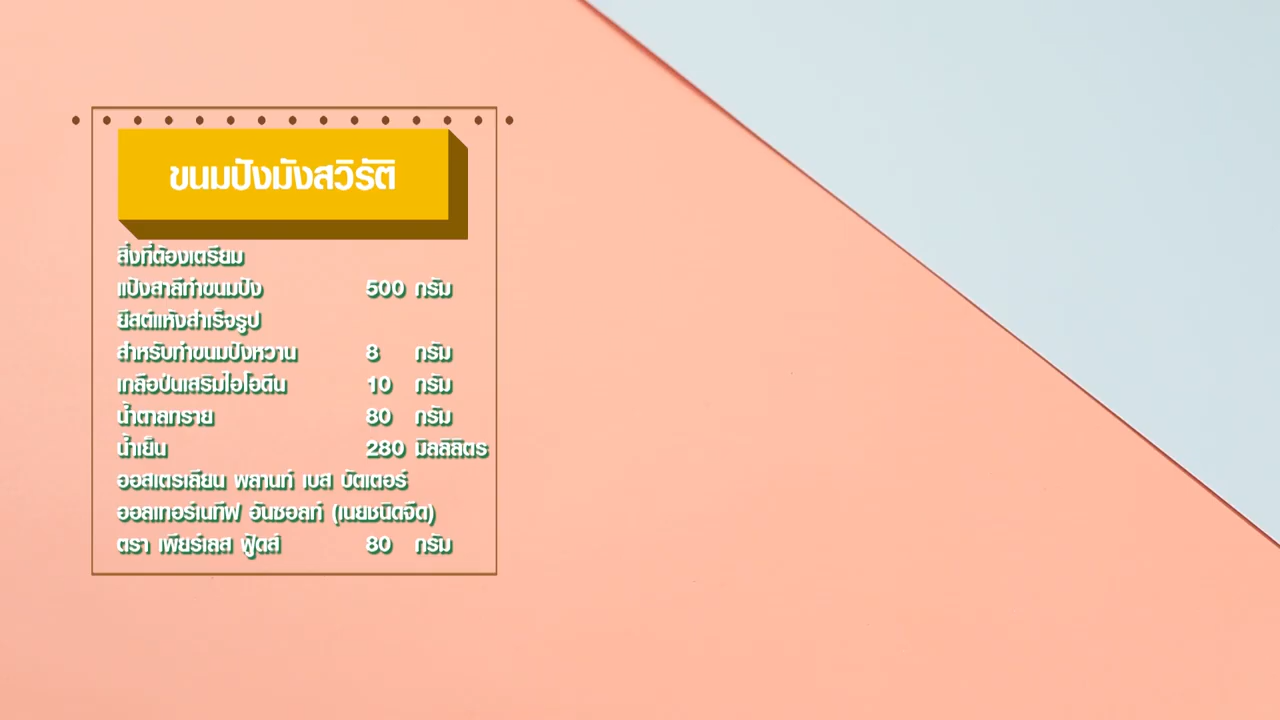 ขนมปังมังสวิรัติ
สิ่งที่ต้องเตรียม
แป้งสาลีทำขนมปัง 500 กรัม
ยีสต์แห้งสำเร็จรูป
สำหรับทำขนมปังหวาน 8 กรัม
เกลือป่นเสริมไอโอดีน 10 กรัม
น้ำตาลทราย 80 กรัม
น้ำเย็น 280 มิลลิลิตร
ออสเตรเลียน พลานท์ เบส บัตเตอร์
ออลเทอร์เนทีฟ อันซอลท์ (เนยชนิดจืด)
ตรา เพียร์เลส ฟู้ดส์ 80 กรัม